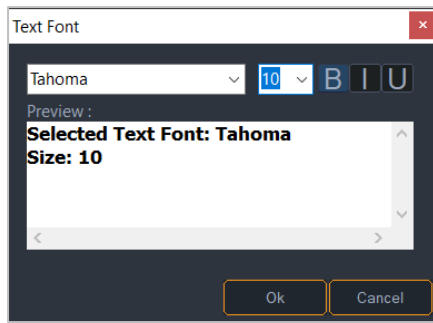 Text Font
Tahoma 10 B I U
Preview :
Selected Text Font: Tahoma
Size: 10
Ok Cancel